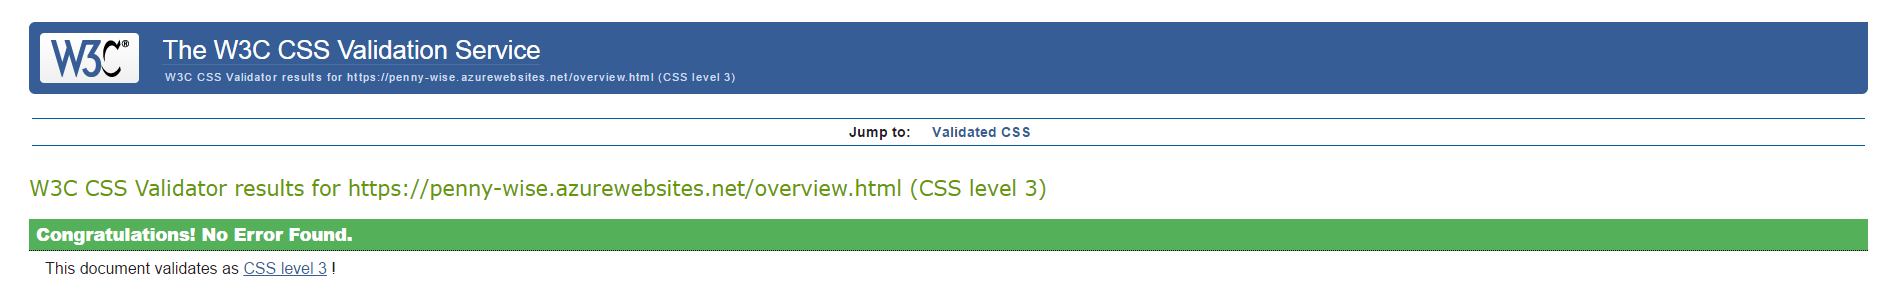 W3C®
The W3C CSS Validation Service
W3C CSS Validator results for https://penny-wise.azurewebsites.net/overview.html (CSS level 3)
Jump to: Validated CSS
W3C CSS Validator results for https://penny-wise.azurewebsites.net/overview.html (CSS level 3)
Congratulations! No Error Found.
This document validates as CSS level 3 !